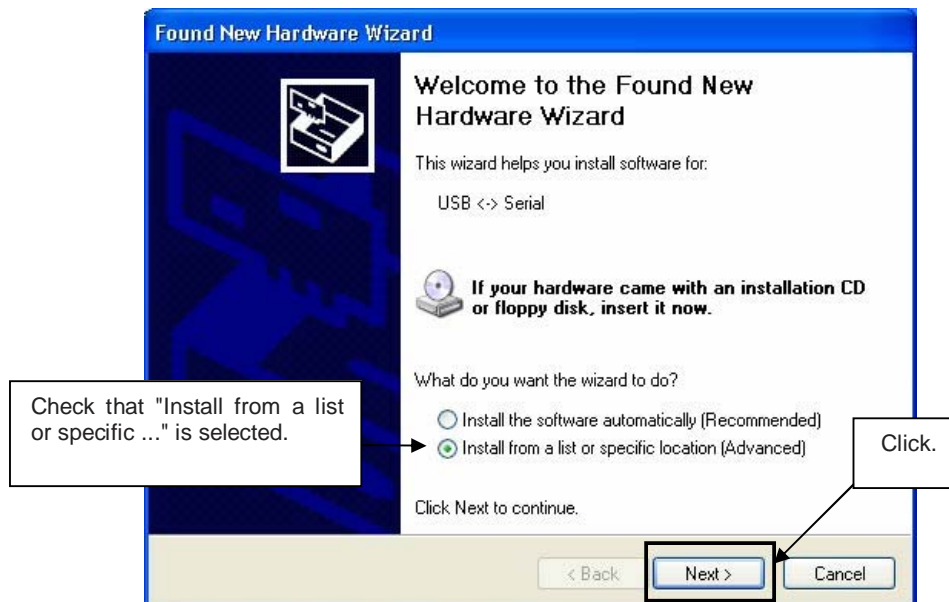 Found New Hardware Wizard
Welcome to the Found New
Hardware Wizard
This wizard helps you install software for:
USB <-> Serial
If your hardware came with an installation CD
or floppy disk, insert it now.
What do you want the wizard to do?
Install the software automatically (Recommended)
Install from a list or specific location (Advanced)
Click Next to continue.
Check that "Install from a list
or specific ..." is selected.
Click.
< Back
Next >
Cancel